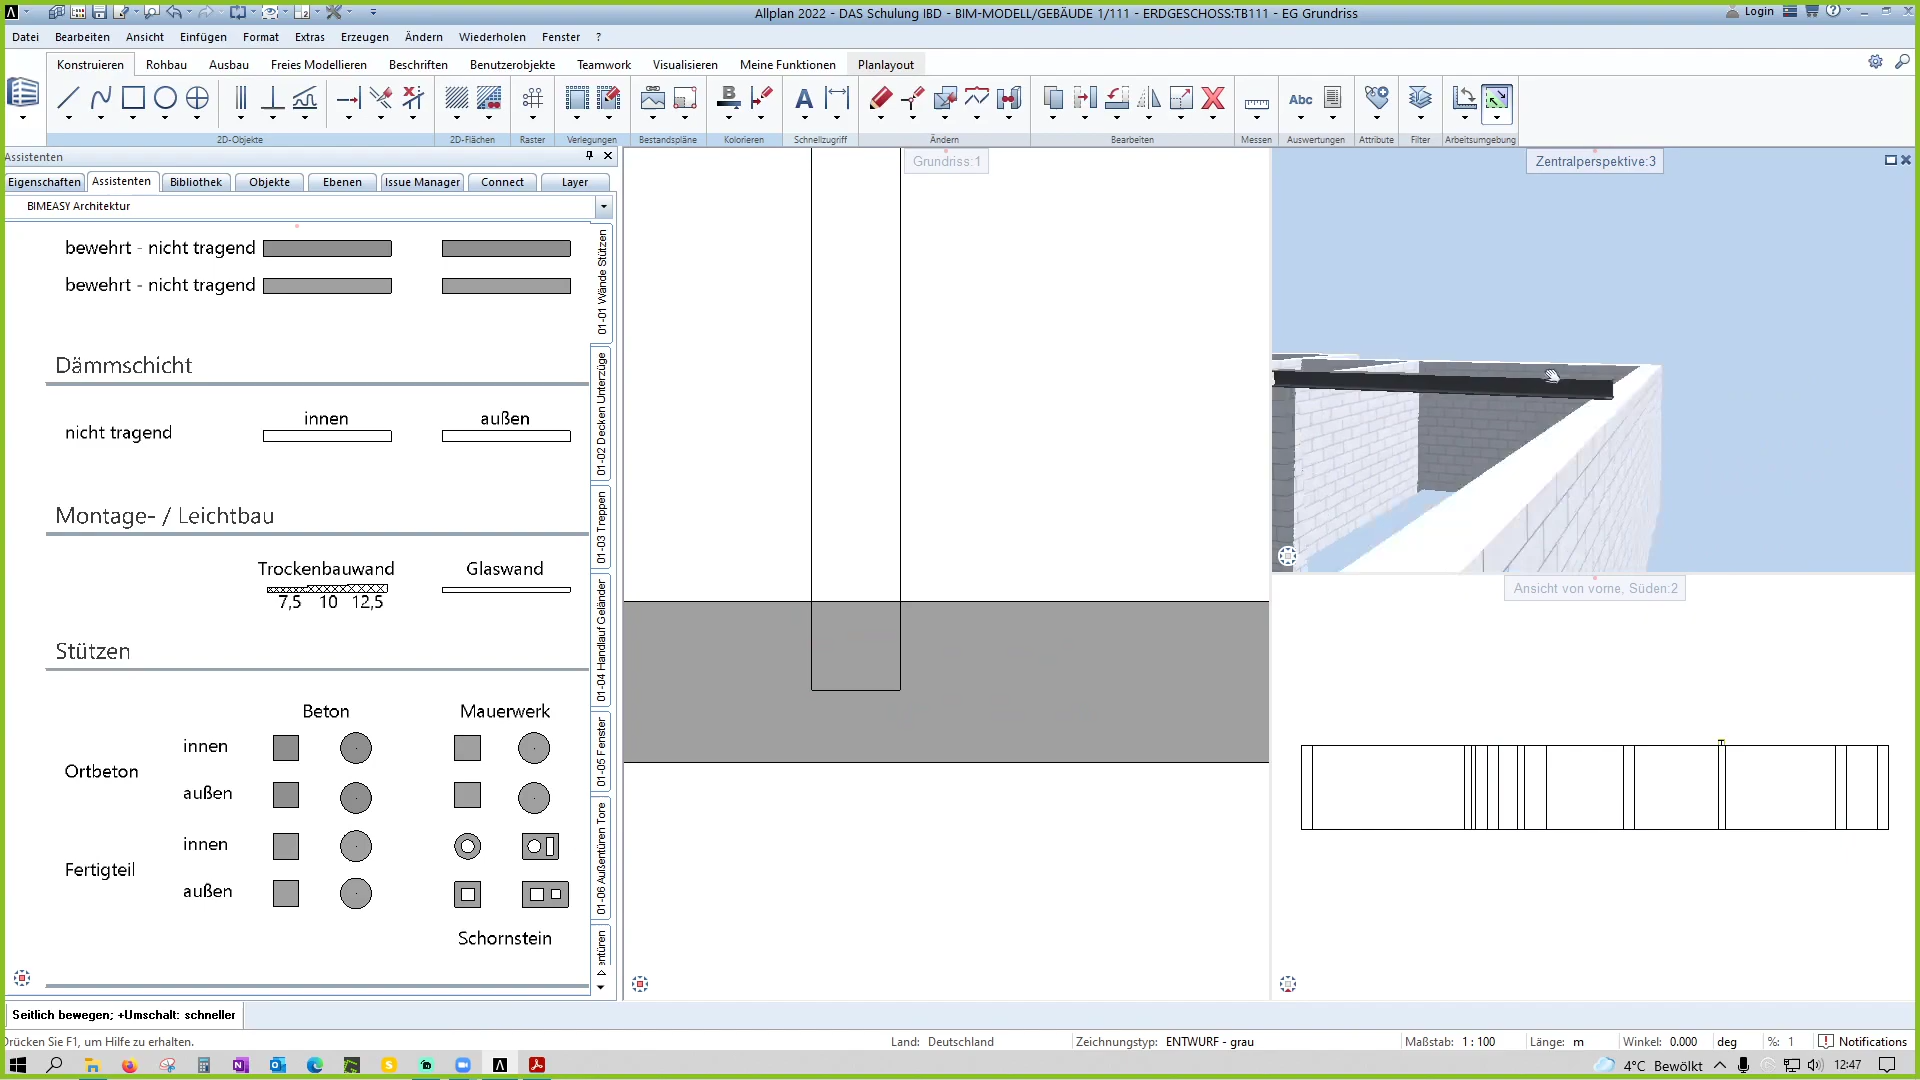 Allplan 2022 - DAS Schulung IBD - BIM-MODELL/GEBÄUDE 1/111 - ERDGESCHOSS:TB111 - EG Grundriss
Login
Datei Bearbeiten Ansicht Einfügen Format Extras Erzeugen Ändern Wiederholen Fenster ?
Konstruieren Rohbau Ausbau Freies Modellieren Beschriften Benutzerobjekte Teamwork Visualisieren Meine Funktionen Planlayout
2D-Objekte 2D-Flächen Raster Verlegungen Bestandspläne Kolorieren Schnellzugriff Ändern Bearbeiten Messen Auswertungen Attribute Filter Arbeitsumgebung
Abc
Assistenten
Eigenschaften Assistenten Bibliothek Objekte Ebenen Issue Manager Connect Layer
BIMEASY Architektur
bewehrt - nicht tragend
bewehrt - nicht tragend
Dämmschicht
innen außen
nicht tragend
Montage- / Leichtbau
Trockenbauwand Glaswand
7,5 10 12,5
Stützen
Beton Mauerwerk
innen
Ortbeton
außen
innen
Fertigteil
außen
Schornstein
01-01 Wände Stützen
01-02 Decken Unterzüge
01-03 Treppen
01-04 Handlauf Geländer
01-05 Fenster
01-06 Außentüren Tore
entüren
Grundriss:1
Zentralperspektive:3
Ansicht von vorne, Süden:2
Seitlich bewegen; +Umschalt: schneller
Drücken Sie F1, um Hilfe zu erhalten.
Land: Deutschland
Zeichnungstyp: ENTWURF - grau
Maßstab: 1 : 100
Länge: m
Winkel: 0.000 deg
%: 1
Notifications
4°C Bewölkt
12:47